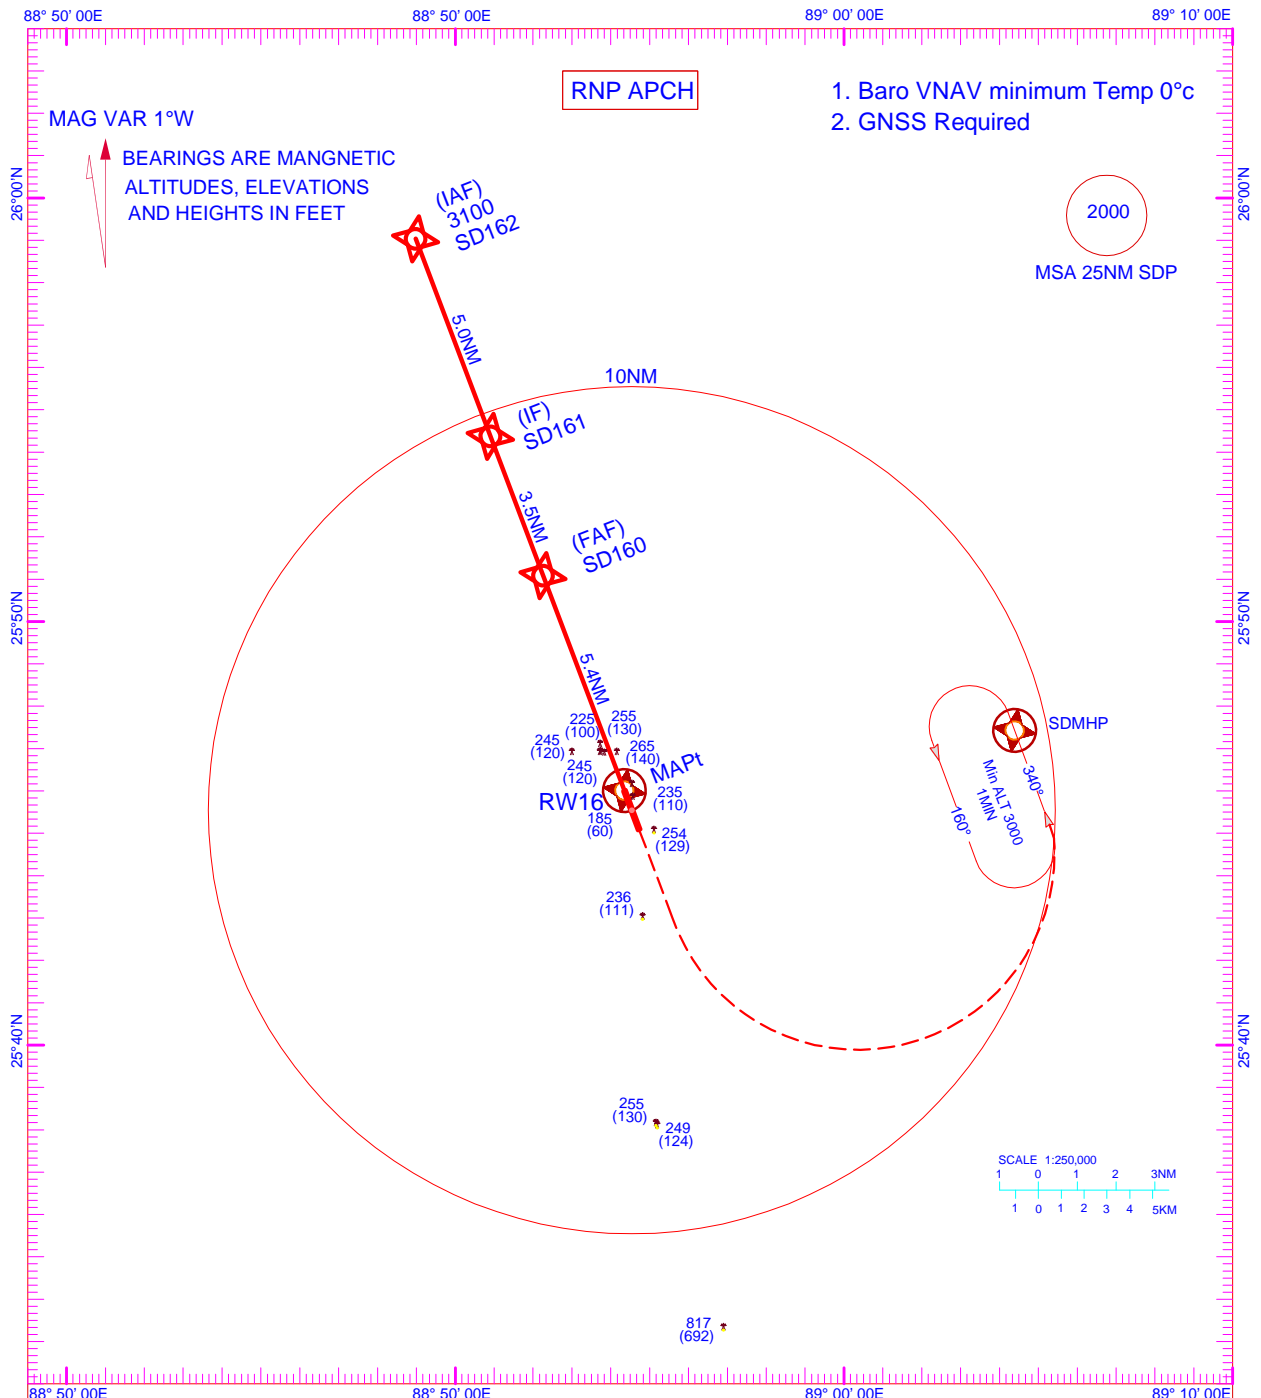 88° 50' 00E
88° 50' 00E
89° 00' 00E
89° 10' 00E
RNP APCH
1. Baro VNAV minimum Temp 0°c
2. GNSS Required
MAG VAR 1°W
BEARINGS ARE MANGNETIC
ALTITUDES, ELEVATIONS
AND HEIGHTS IN FEET
26°00'N
26°00'N
2000
MSA 25NM SDP
(IAF)
3100
SD162
5.0NM
10NM
(IF)
SD161
3.5NM
(FAF)
SD160
25°50'N
25°50'N
5.4NM
225
(100)
255
(130)
245
(120)
265
(140)
245
(120)
MAPt
RW16
235
(110)
185
(60)
254
(129)
SDMHP
340°
Min ALT 3000
1MIN
160°
236
(111)
25°40'N
25°40'N
255
(130)
249
(124)
SCALE 1:250,000
1 0 1 2 3NM
1 0 1 2 3 4 5KM
817
(692)
88° 50' 00E
88° 50' 00E
89° 00' 00E
89° 10' 00E